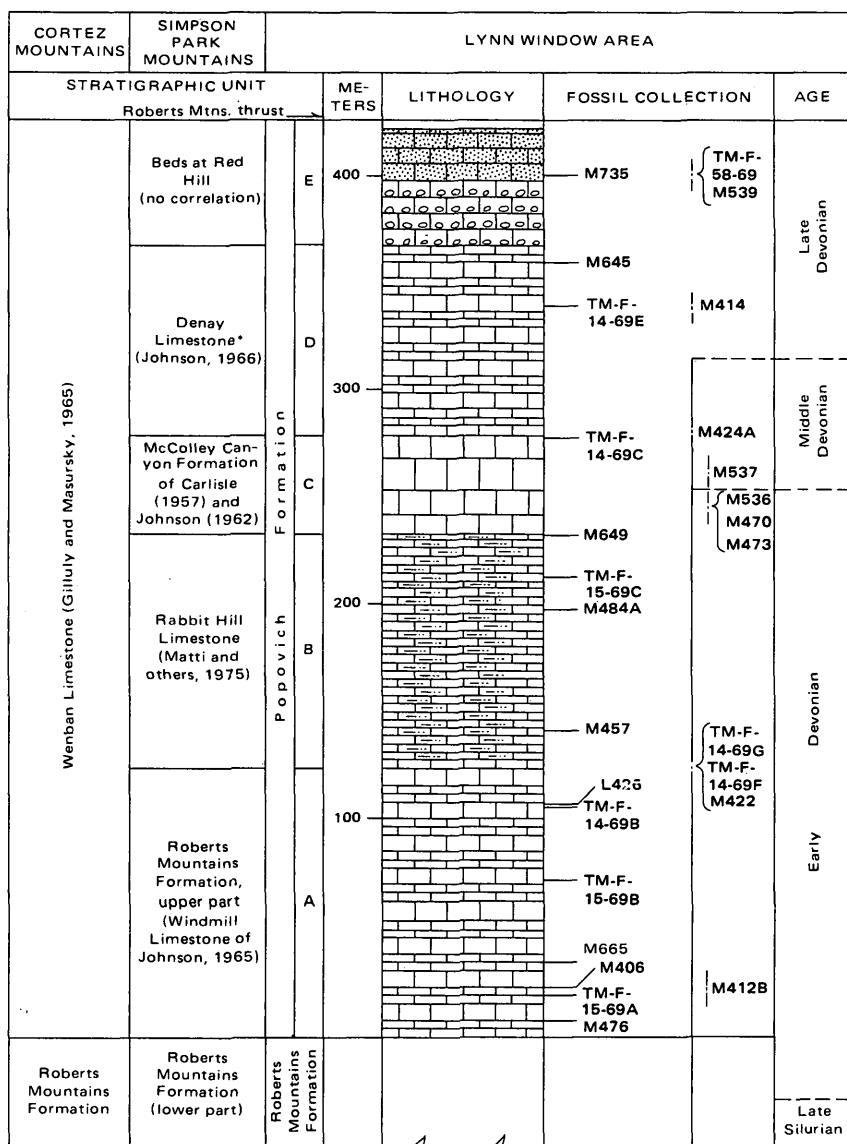 CORTEZ
MOUNTAINS
SIMPSON
PARK
MOUNTAINS
LYNN WINDOW AREA
STRATIGRAPHIC UNIT
Roberts Mtns. thrust
ME-
TERS
LITHOLOGY
FOSSIL COLLECTION
AGE
Wenban Limestone (Gilluly and Masursky, 1965)
Roberts
Mountains
Formation
Beds at Red
Hill
(no correlation)
Denay
Limestone*
(Johnson, 1966)
McColley Can-
yon Formation
of Carlisle
(1957) and
Johnson (1962)
Rabbit Hill
Limestone
(Matti and
others, 1975)
Roberts
Mountains
Formation,
upper part
(Windmill
Limestone of
Johnson, 1965)
Roberts
Mountains
Formation
(lower part)
Popovich Formation
Roberts
Mountains
Formation
E
D
C
B
A
400
300
200
100
M735
M645
TM-F-
14-69E
TM-F-
14-69C
M649
TM-F-
15-69C
M484A
M457
L426
TM-F-
14-69B
TM-F-
15-69B
M665
M406
TM-F-
15-69A
M476
TM-F-
58-69
M539
M414
M424A
M537
M536
M470
M473
TM-F-
14-69G
TM-F-
14-69F
M422
M412B
Late
Devonian
Middle
Devonian
Early Devonian
Late
Silurian